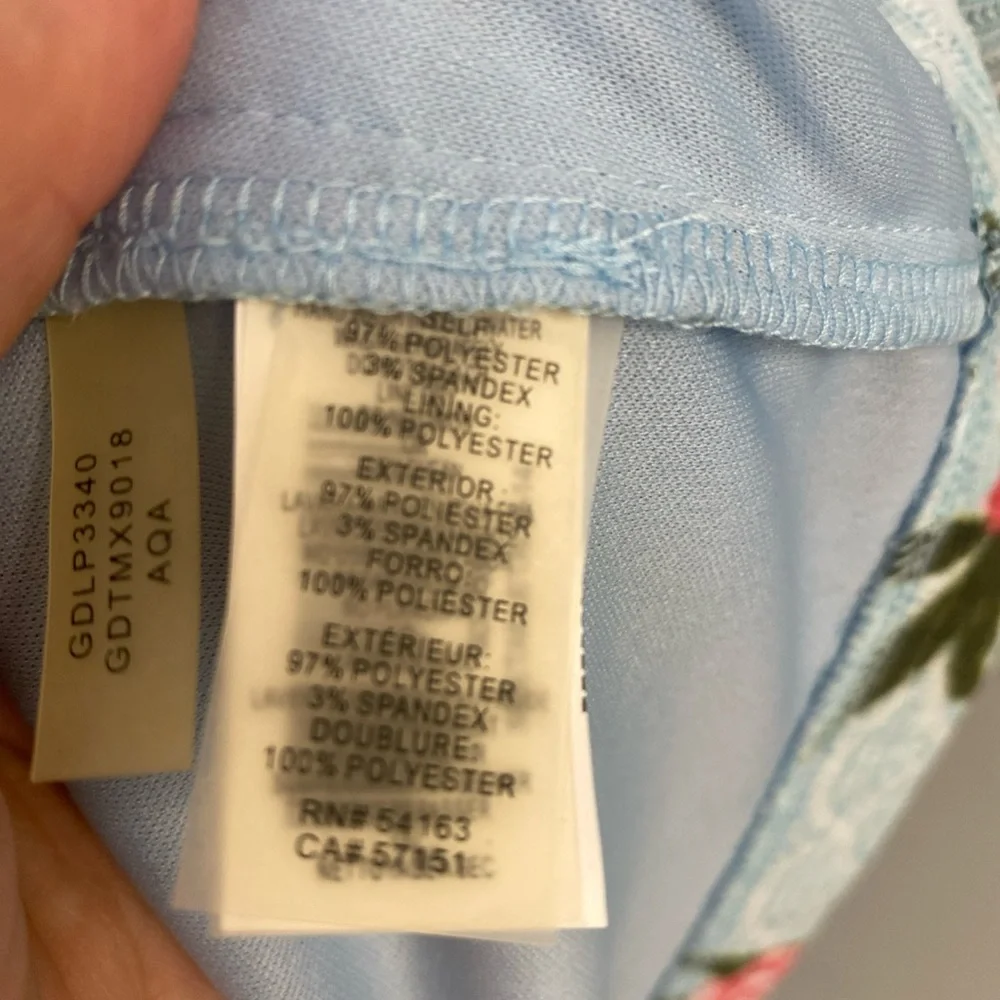 GDLP3340
GDTMX9018
AQA
97% POLYESTER
3% SPANDEX
LINING:
100% POLYESTER
EXTERIOR:
97% POLIESTER
3% SPANDEX
FORRO:
100% POLIÉSTER
EXTÉRIEUR:
97% POLYESTER
3% SPANDEX
DOUBLURE:
100% POLYESTER
RN# 54163
CA# 57151